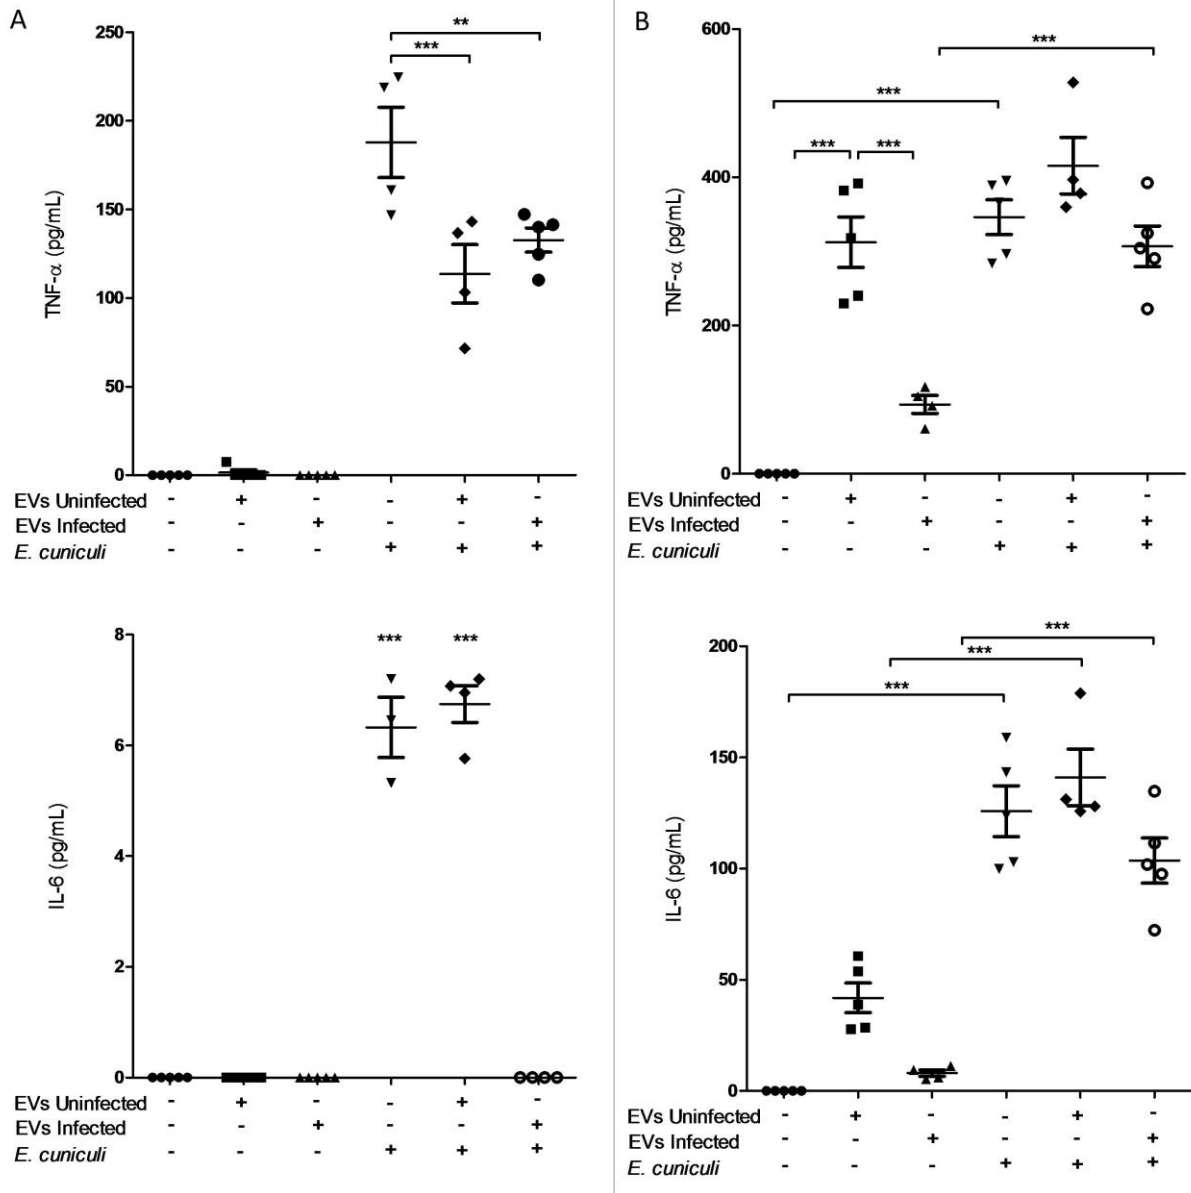 A
250
200
150
100
50
0
TNF-α (pg/mL)
** 
***
EVs Uninfected - + - - + -
EVs Infected - - + - - +
E. cuniculi - - - + + +
B
600
400
200
0
TNF-α (pg/mL)
***
***
*** ***
EVs Uninfected - + - - + -
EVs Infected - - + - - +
E. cuniculi - - - + + +
8
6
4
2
0
IL-6 (pg/mL)
*** ***
EVs Uninfected - + - - + -
EVs Infected - - + - - +
E. cuniculi - - - + + +
200
150
100
50
0
IL-6 (pg/mL)
***
***
***
EVs Uninfected - + - - + -
EVs Infected - - + - - +
E. cuniculi - - - + + +